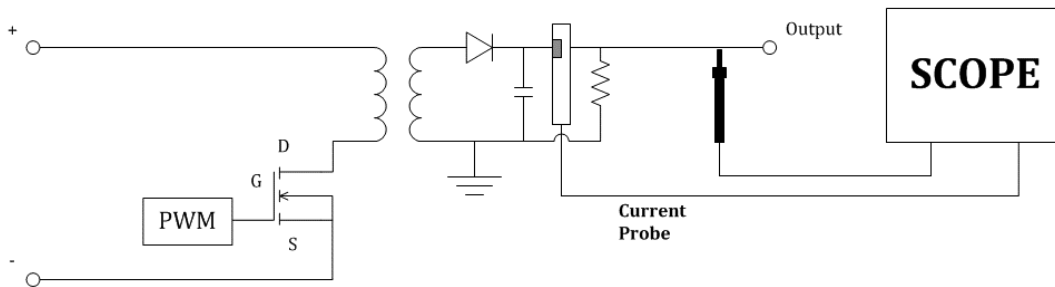 +
Output
SCOPE
D
G
PWM
S
Current
Probe
-